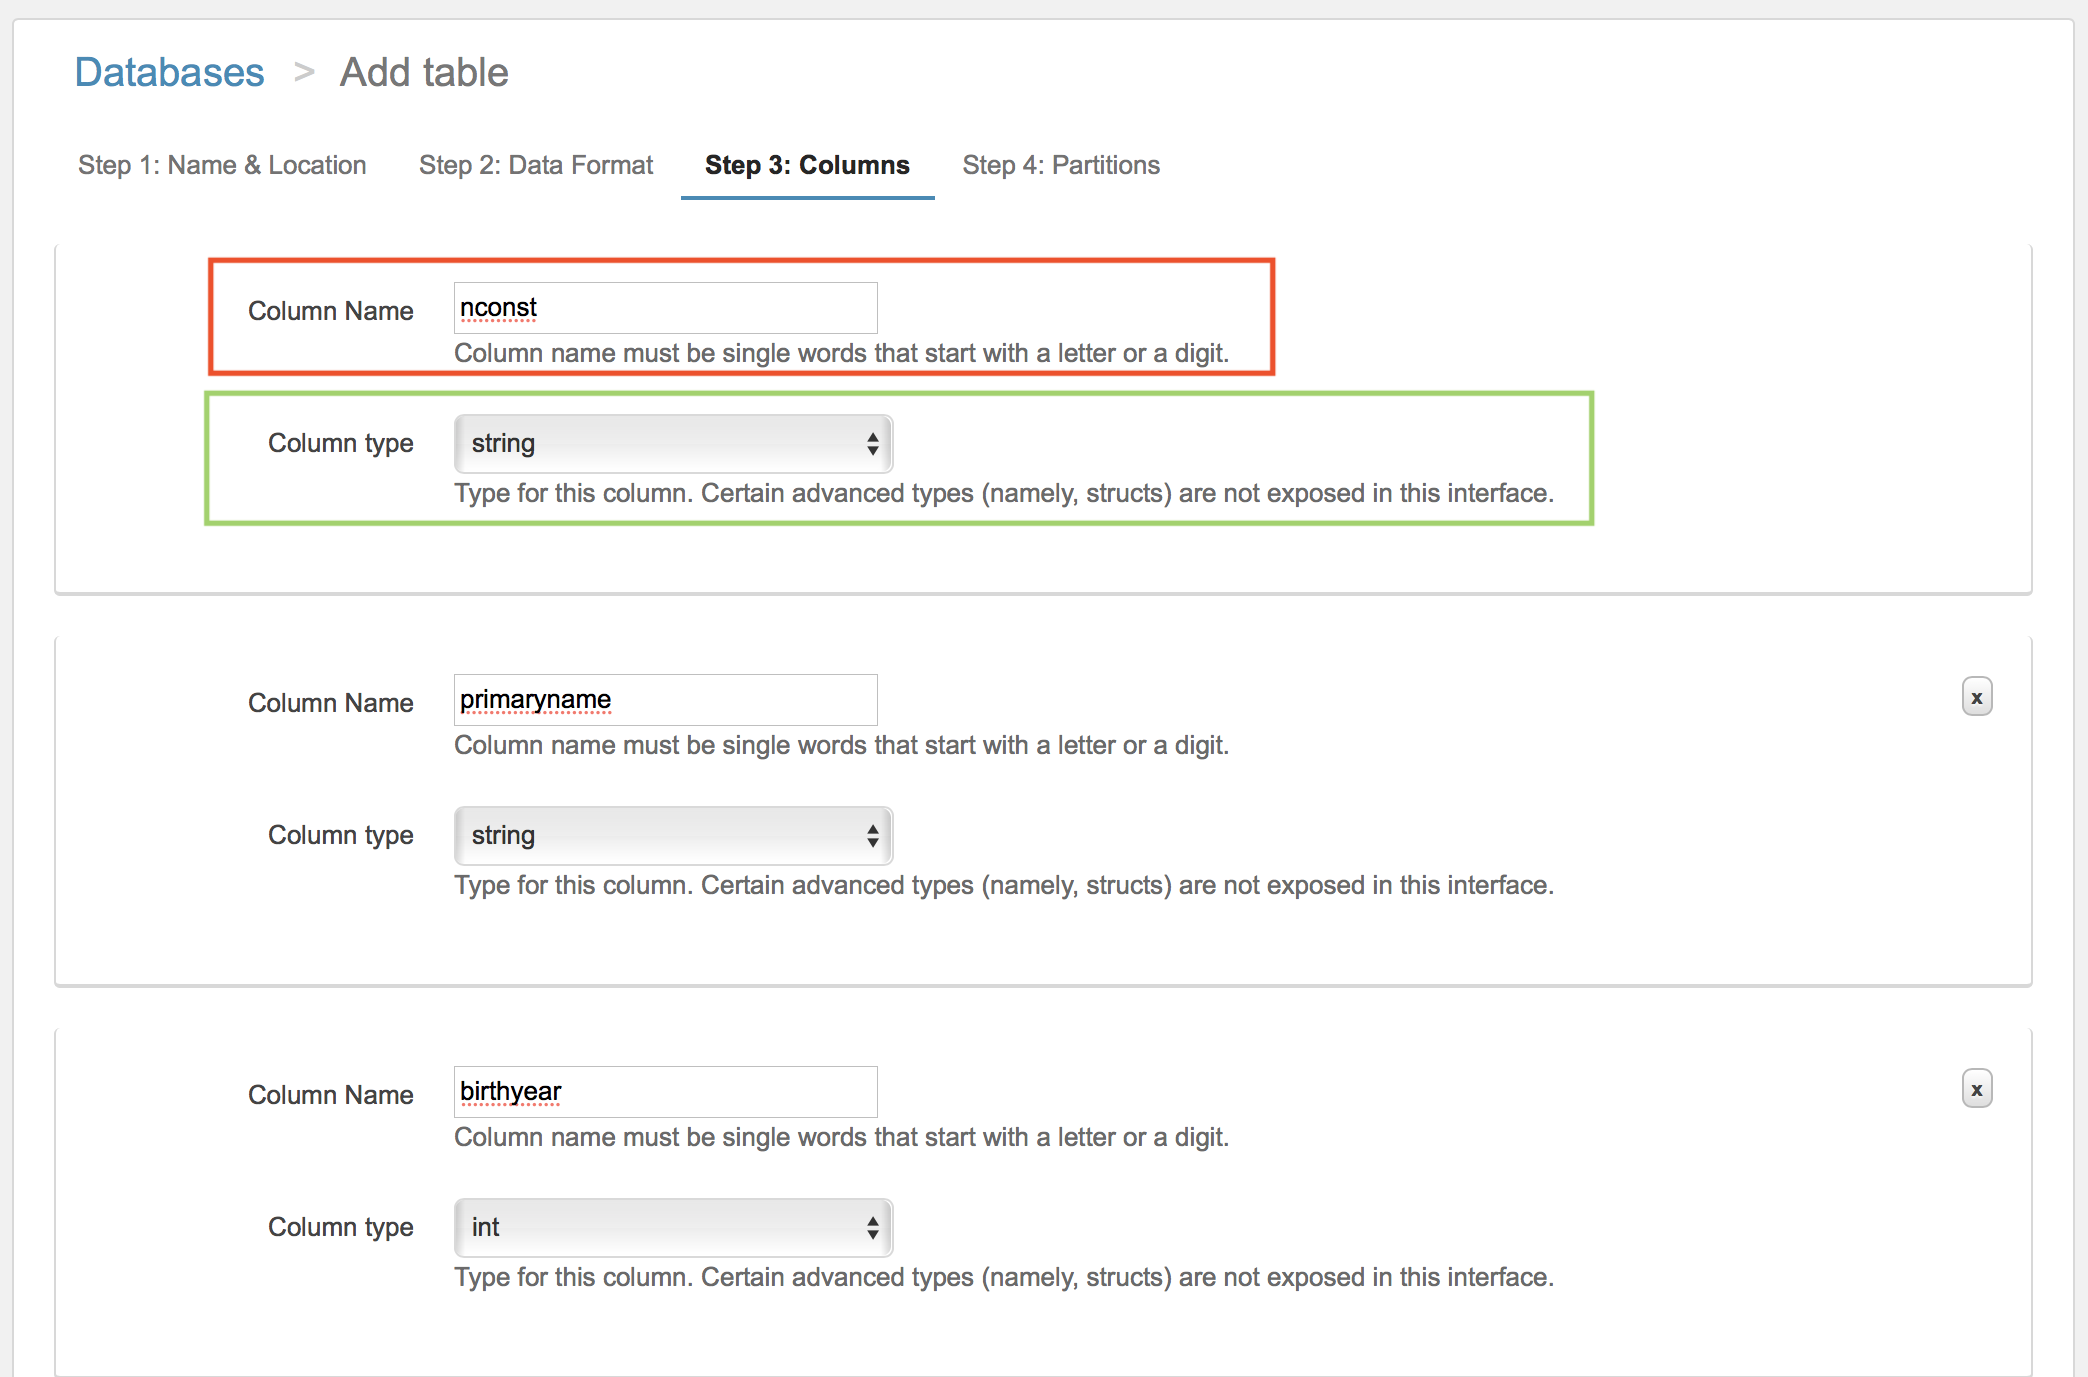 Databases > Add table
Step 1: Name & Location Step 2: Data Format Step 3: Columns Step 4: Partitions
Column Name nconst
Column name must be single words that start with a letter or a digit.
Column type string
Type for this column. Certain advanced types (namely, structs) are not exposed in this interface.
Column Name primaryname x
Column name must be single words that start with a letter or a digit.
Column type string
Type for this column. Certain advanced types (namely, structs) are not exposed in this interface.
Column Name birthyear x
Column name must be single words that start with a letter or a digit.
Column type int
Type for this column. Certain advanced types (namely, structs) are not exposed in this interface.